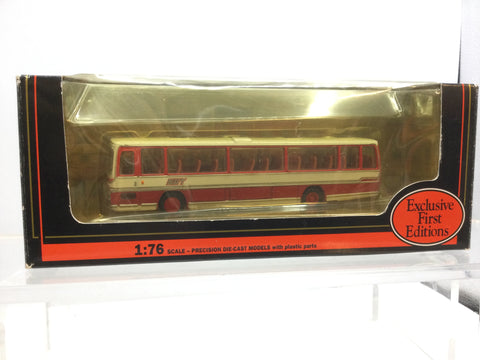 1:76 SCALE – PRECISION DIE-CAST MODELS with plastic parts
Exclusive
First
Editions